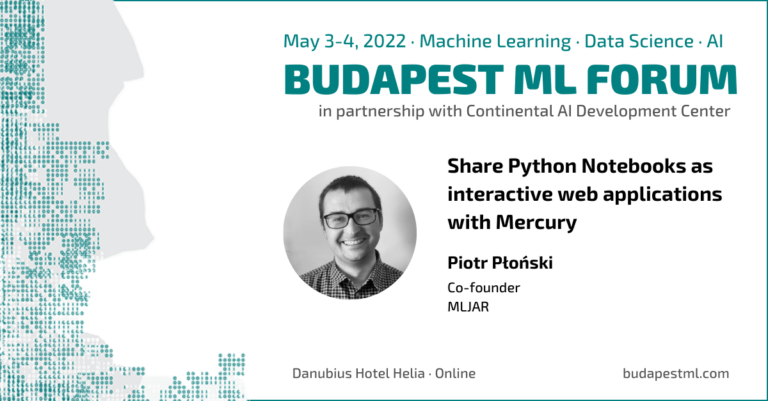 May 3-4, 2022 · Machine Learning · Data Science · AI
BUDAPEST ML FORUM
in partnership with Continental AI Development Center
Share Python Notebooks as
interactive web applications
with Mercury
Piotr Płoński
Co-founder
MLJAR
Danubius Hotel Helia · Online
budapestml.com